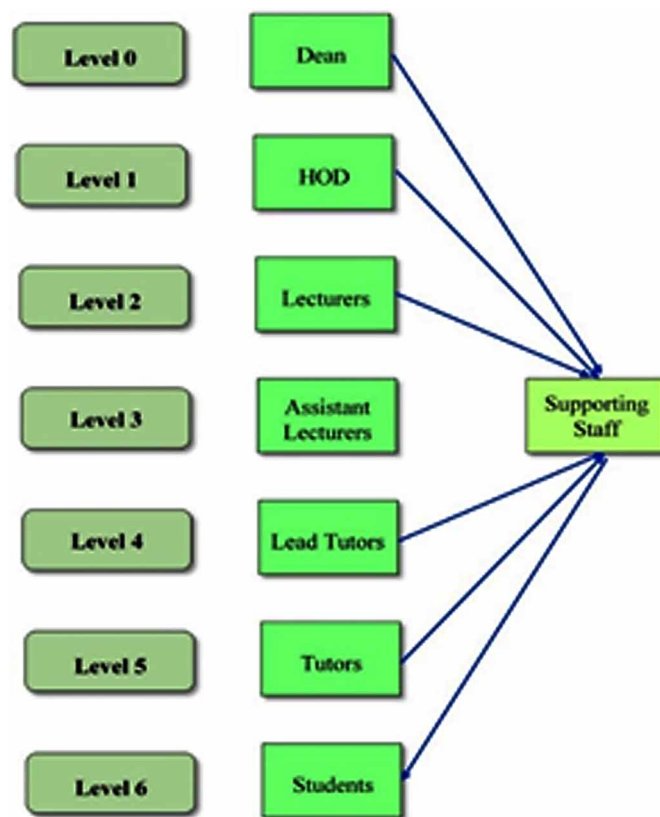 Level 0
Dean
Level 1
HOD
Level 2
Lecturers
Level 3
Assistant
Lecturers
Supporting
Staff
Level 4
Lead Tutors
Level 5
Tutors
Level 6
Students